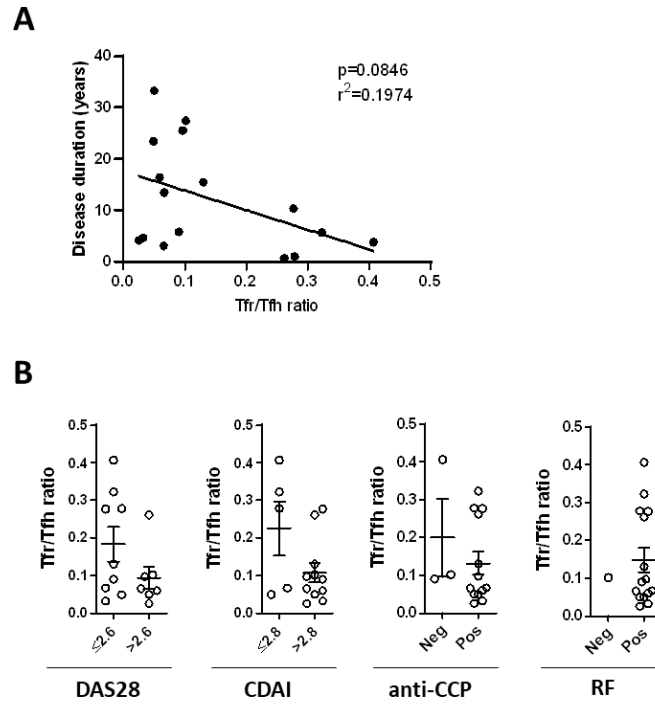 A
p=0.0846
r²=0.1974
Disease duration (years)
40
30
20
10
0
0.0 0.1 0.2 0.3 0.4 0.5
Tfr/Tfh ratio
B
Tfr/Tfh ratio
0.5
0.4
0.3
0.2
0.1
0.0
≤2.6 >2.6
DAS28
Tfr/Tfh ratio
0.5
0.4
0.3
0.2
0.1
0.0
≤2.8 >2.8
CDAI
Tfr/Tfh ratio
0.5
0.4
0.3
0.2
0.1
0.0
Neg Pos
anti-CCP
Tfr/Tfh ratio
0.5
0.4
0.3
0.2
0.1
0.0
Neg Pos
RF